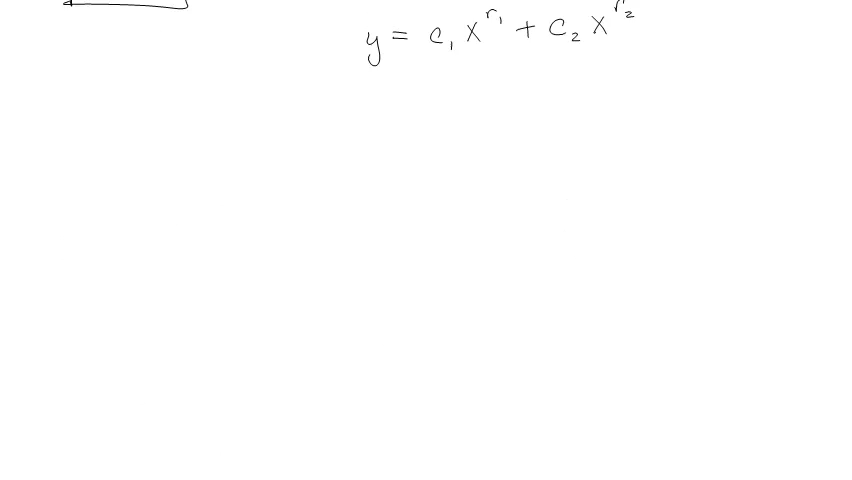 y = c₁ x^r₁ + c₂ x^r₂